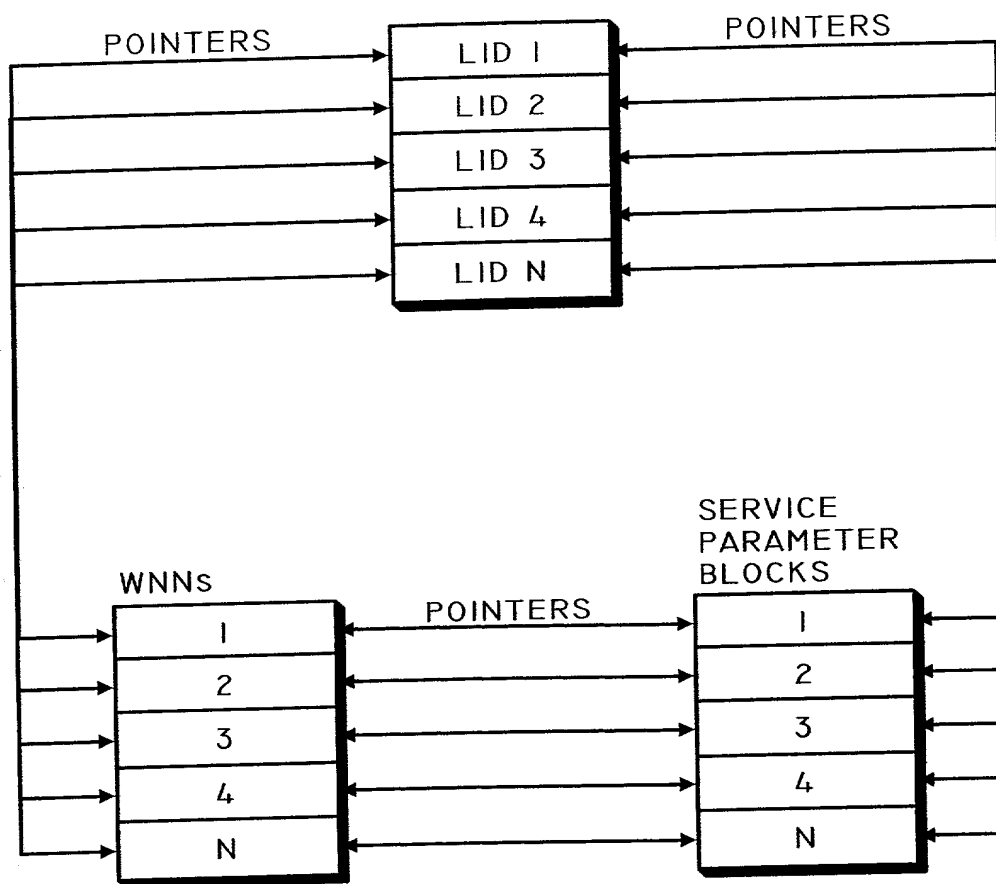 POINTERS
POINTERS
LID 1
LID 2
LID 3
LID 4
LID N
SERVICE
PARAMETER
BLOCKS
WNNs
POINTERS
1
2
3
4
N
1
2
3
4
N